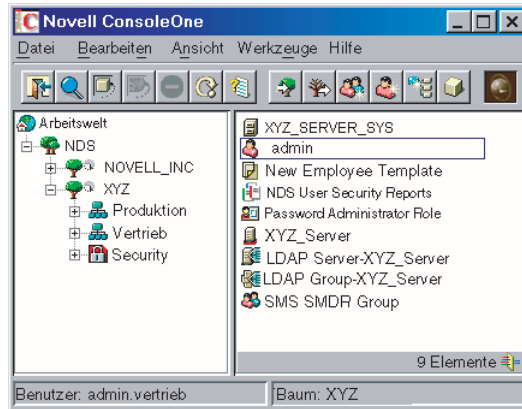 Novell ConsoleOne
Datei Bearbeiten Ansicht Werkzeuge Hilfe
Arbeitswelt
NDS
NOVELL_INC
XYZ
Produktion
Vertrieb
Security
XYZ_SERVER_SYS
admin
New Employee Template
NDS User Security Reports
Password Administrator Role
XYZ_Server
LDAP Server-XYZ_Server
LDAP Group-XYZ_Server
SMS SMDR Group
9 Elemente
Benutzer: admin.vertrieb
Baum: XYZ